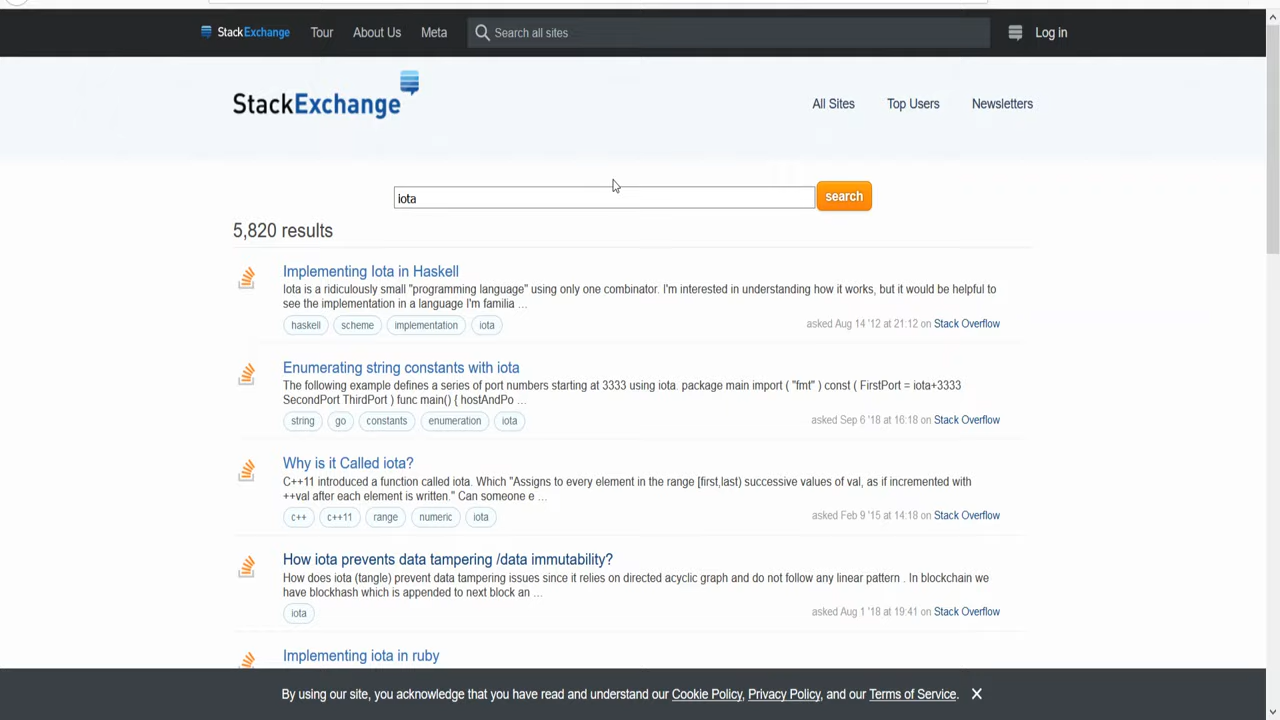 StackExchange Tour About Us Meta Search all sites Log in
StackExchange All Sites Top Users Newsletters
iota search
5,820 results
Implementing Iota in Haskell
Iota is a ridiculously small "programming language" using only one combinator. I'm interested in understanding how it works, but it would be helpful to
see the implementation in a language I'm familia ...
haskell scheme implementation iota asked Aug 14 '12 at 21:12 on Stack Overflow
Enumerating string constants with iota
The following example defines a series of port numbers starting at 3333 using iota. package main import ( "fmt" ) const ( FirstPort = iota+3333
SecondPort ThirdPort ) func main() { hostAndPo ...
string go constants enumeration iota asked Sep 6 '18 at 16:18 on Stack Overflow
Why is it Called iota?
C++11 introduced a function called iota. Which "Assigns to every element in the range [first,last) successive values of val, as if incremented with
++val after each element is written." Can someone e ...
c++ c++11 range numeric iota asked Feb 9 '15 at 14:18 on Stack Overflow
How iota prevents data tampering /data immutability?
How does iota (tangle) prevent data tampering issues since it relies on directed acyclic graph and do not follow any linear pattern . In blockchain we
have blockhash which is appended to next block an ...
iota asked Aug 1 '18 at 19:41 on Stack Overflow
Implementing iota in ruby
By using our site, you acknowledge that you have read and understand our Cookie Policy, Privacy Policy, and our Terms of Service.